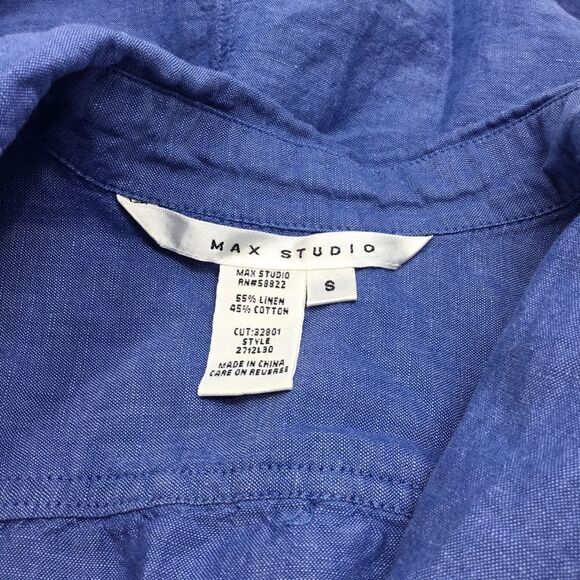 MAX STUDIO
S
MAX STUDIO
RN#58822
55% LINEN
45% COTTON
CUT:32801
STYLE
2712L30
MADE IN CHINA
CARE ON REVERSE